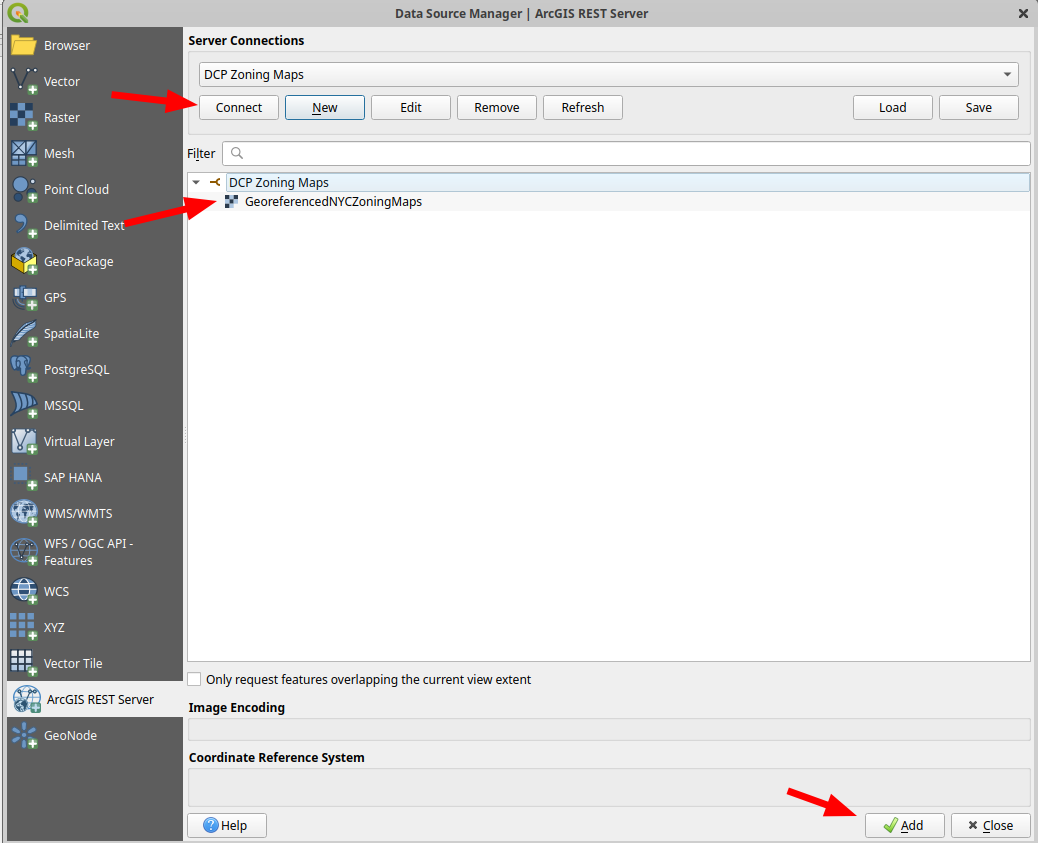 Data Source Manager | ArcGIS REST Server
Browser
Vector
Raster
Mesh
Point Cloud
Delimited Text
GeoPackage
GPS
SpatiaLite
PostgreSQL
MSSQL
Virtual Layer
SAP HANA
WMS/WMTS
WFS / OGC API -
Features
WCS
XYZ
Vector Tile
ArcGIS REST Server
GeoNode
Server Connections
DCP Zoning Maps
Connect New Edit Remove Refresh Load Save
Filter
DCP Zoning Maps
GeoreferencedNYCZoningMaps
Only request features overlapping the current view extent
Image Encoding
Coordinate Reference System
Help Add Close